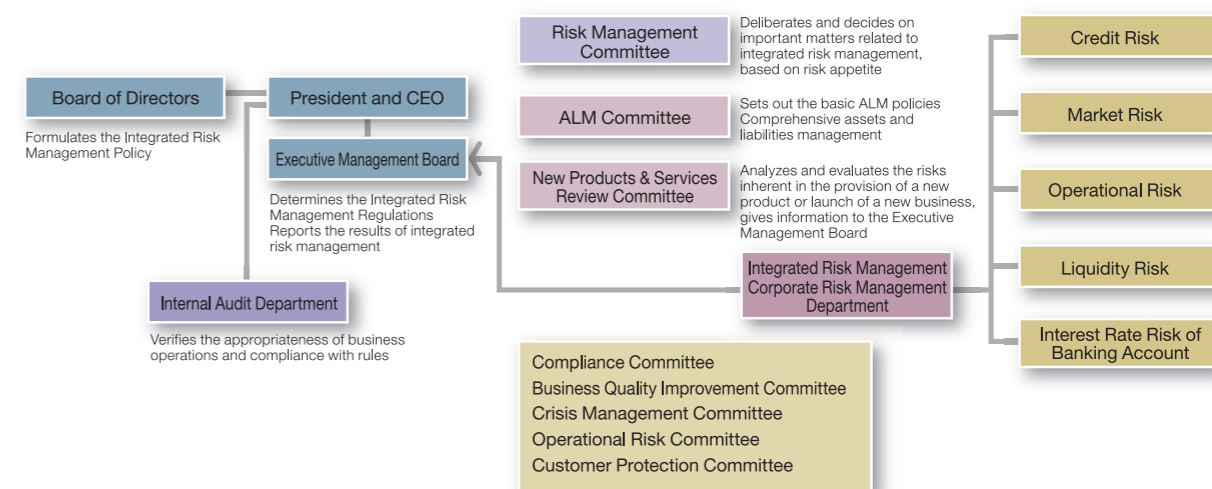 Board of Directors
Formulates the Integrated Risk
Management Policy
President and CEO
Executive Management Board
Determines the Integrated Risk
Management Regulations
Reports the results of integrated
risk management
Internal Audit Department
Verifies the appropriateness of business
operations and compliance with rules
Risk Management
Committee
Deliberates and decides on
important matters related to
integrated risk management,
based on risk appetite
ALM Committee
Sets out the basic ALM policies
Comprehensive assets and
liabilities management
New Products & Services
Review Committee
Analyzes and evaluates the risks
inherent in the provision of a new
product or launch of a new business,
gives information to the Executive
Management Board
Integrated Risk Management
Corporate Risk Management
Department
Compliance Committee
Business Quality Improvement Committee
Crisis Management Committee
Operational Risk Committee
Customer Protection Committee
Credit Risk
Market Risk
Operational Risk
Liquidity Risk
Interest Rate Risk of
Banking Account